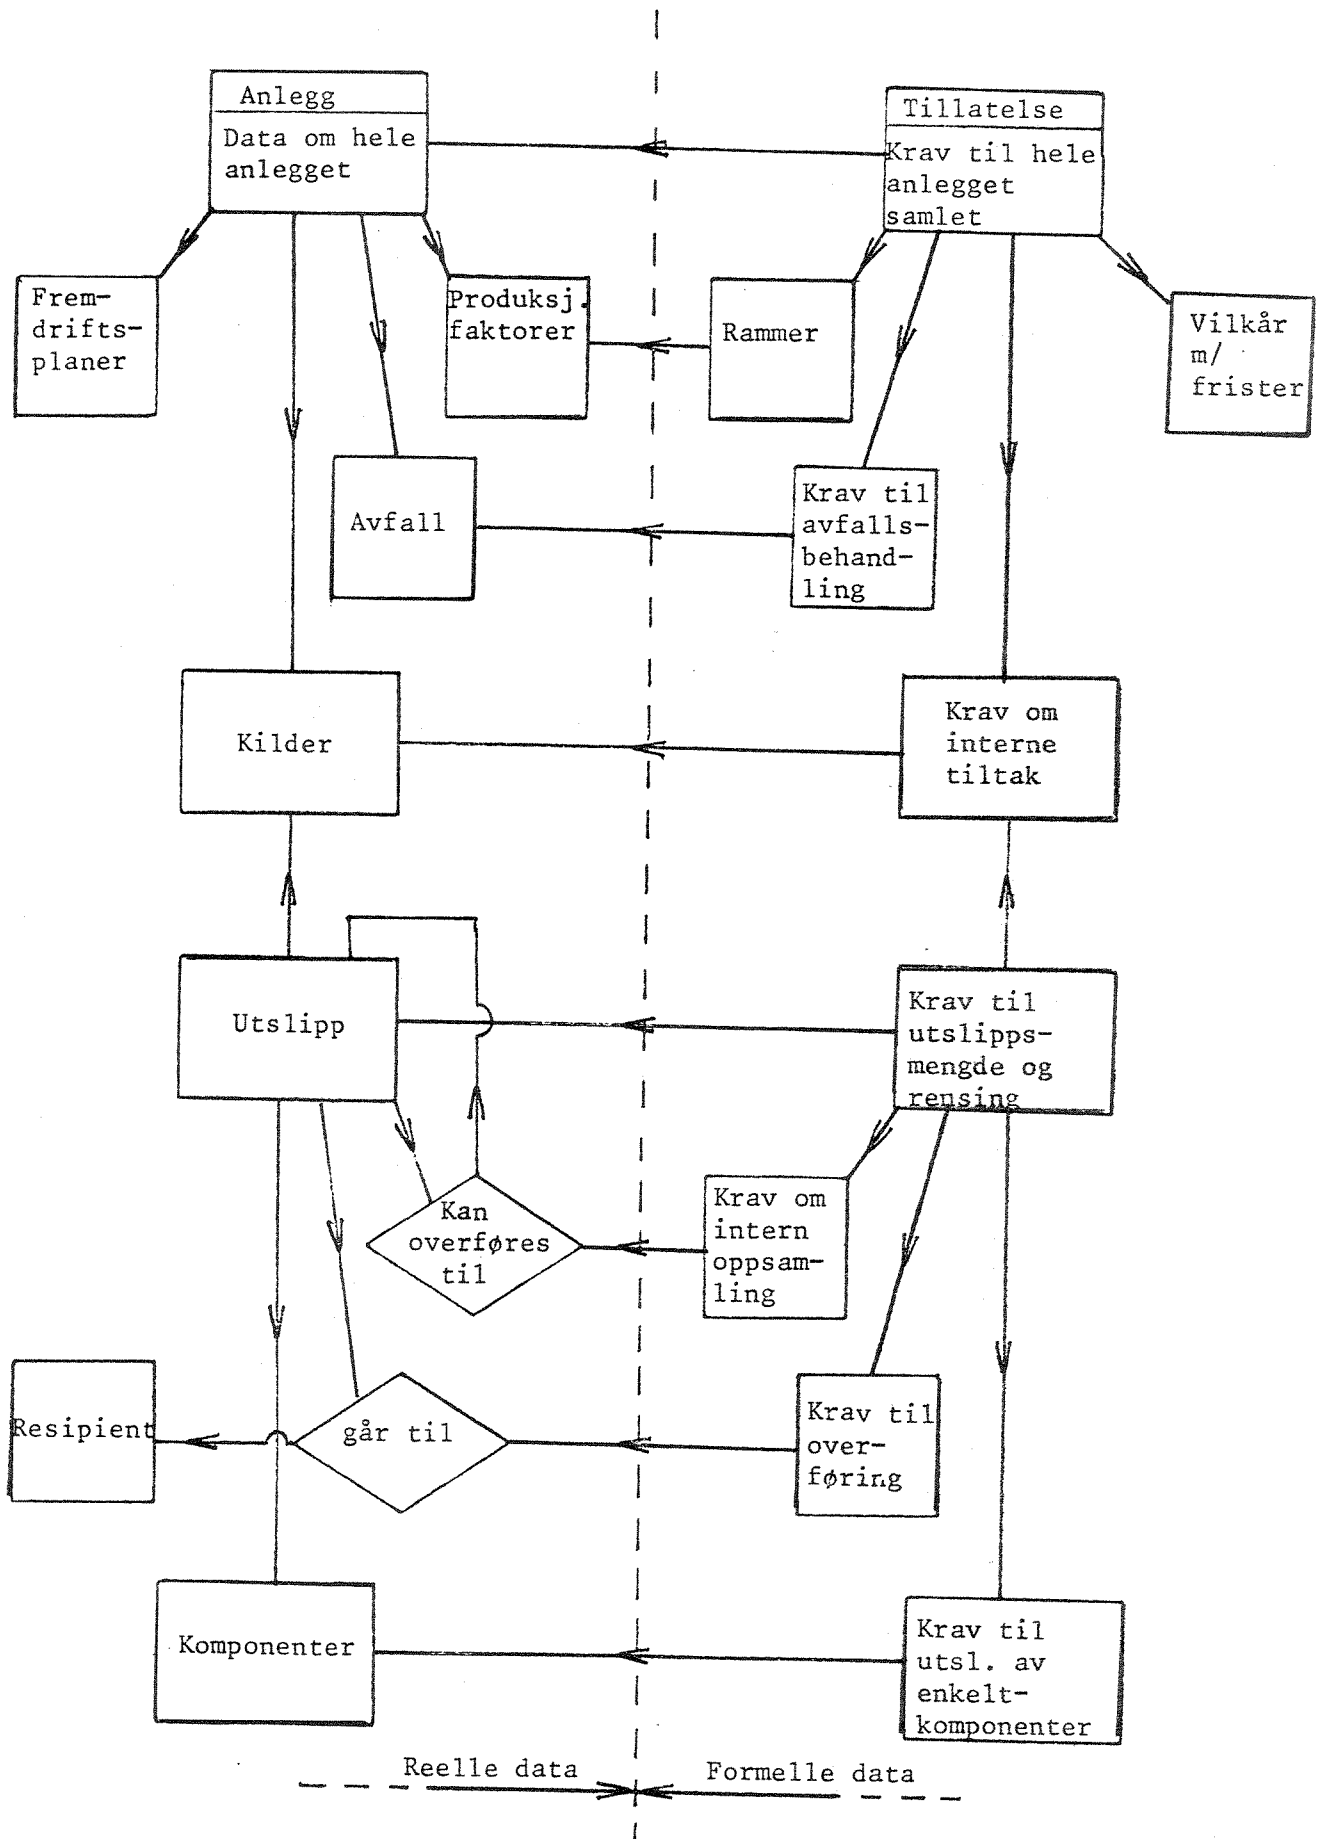 Anlegg
Data om hele
anlegget
Tillatelse
Krav til hele
anlegget
samlet
Frem-
drifts-
planer
Produksj.
faktorer
Rammer
Vilkår
m/
frister
Avfall
Krav til
avfalls-
behand-
ling
Kilder
Krav om
interne
tiltak
Utslipp
Krav til
utslipps-
mengde og
rensing
Kan
overføres
til
Krav om
intern
oppsam-
ling
Resipient
går til
Krav til
over-
føring
Komponenter
Krav til
utsl. av
enkelt-
komponenter
Reelle data
Formelle data